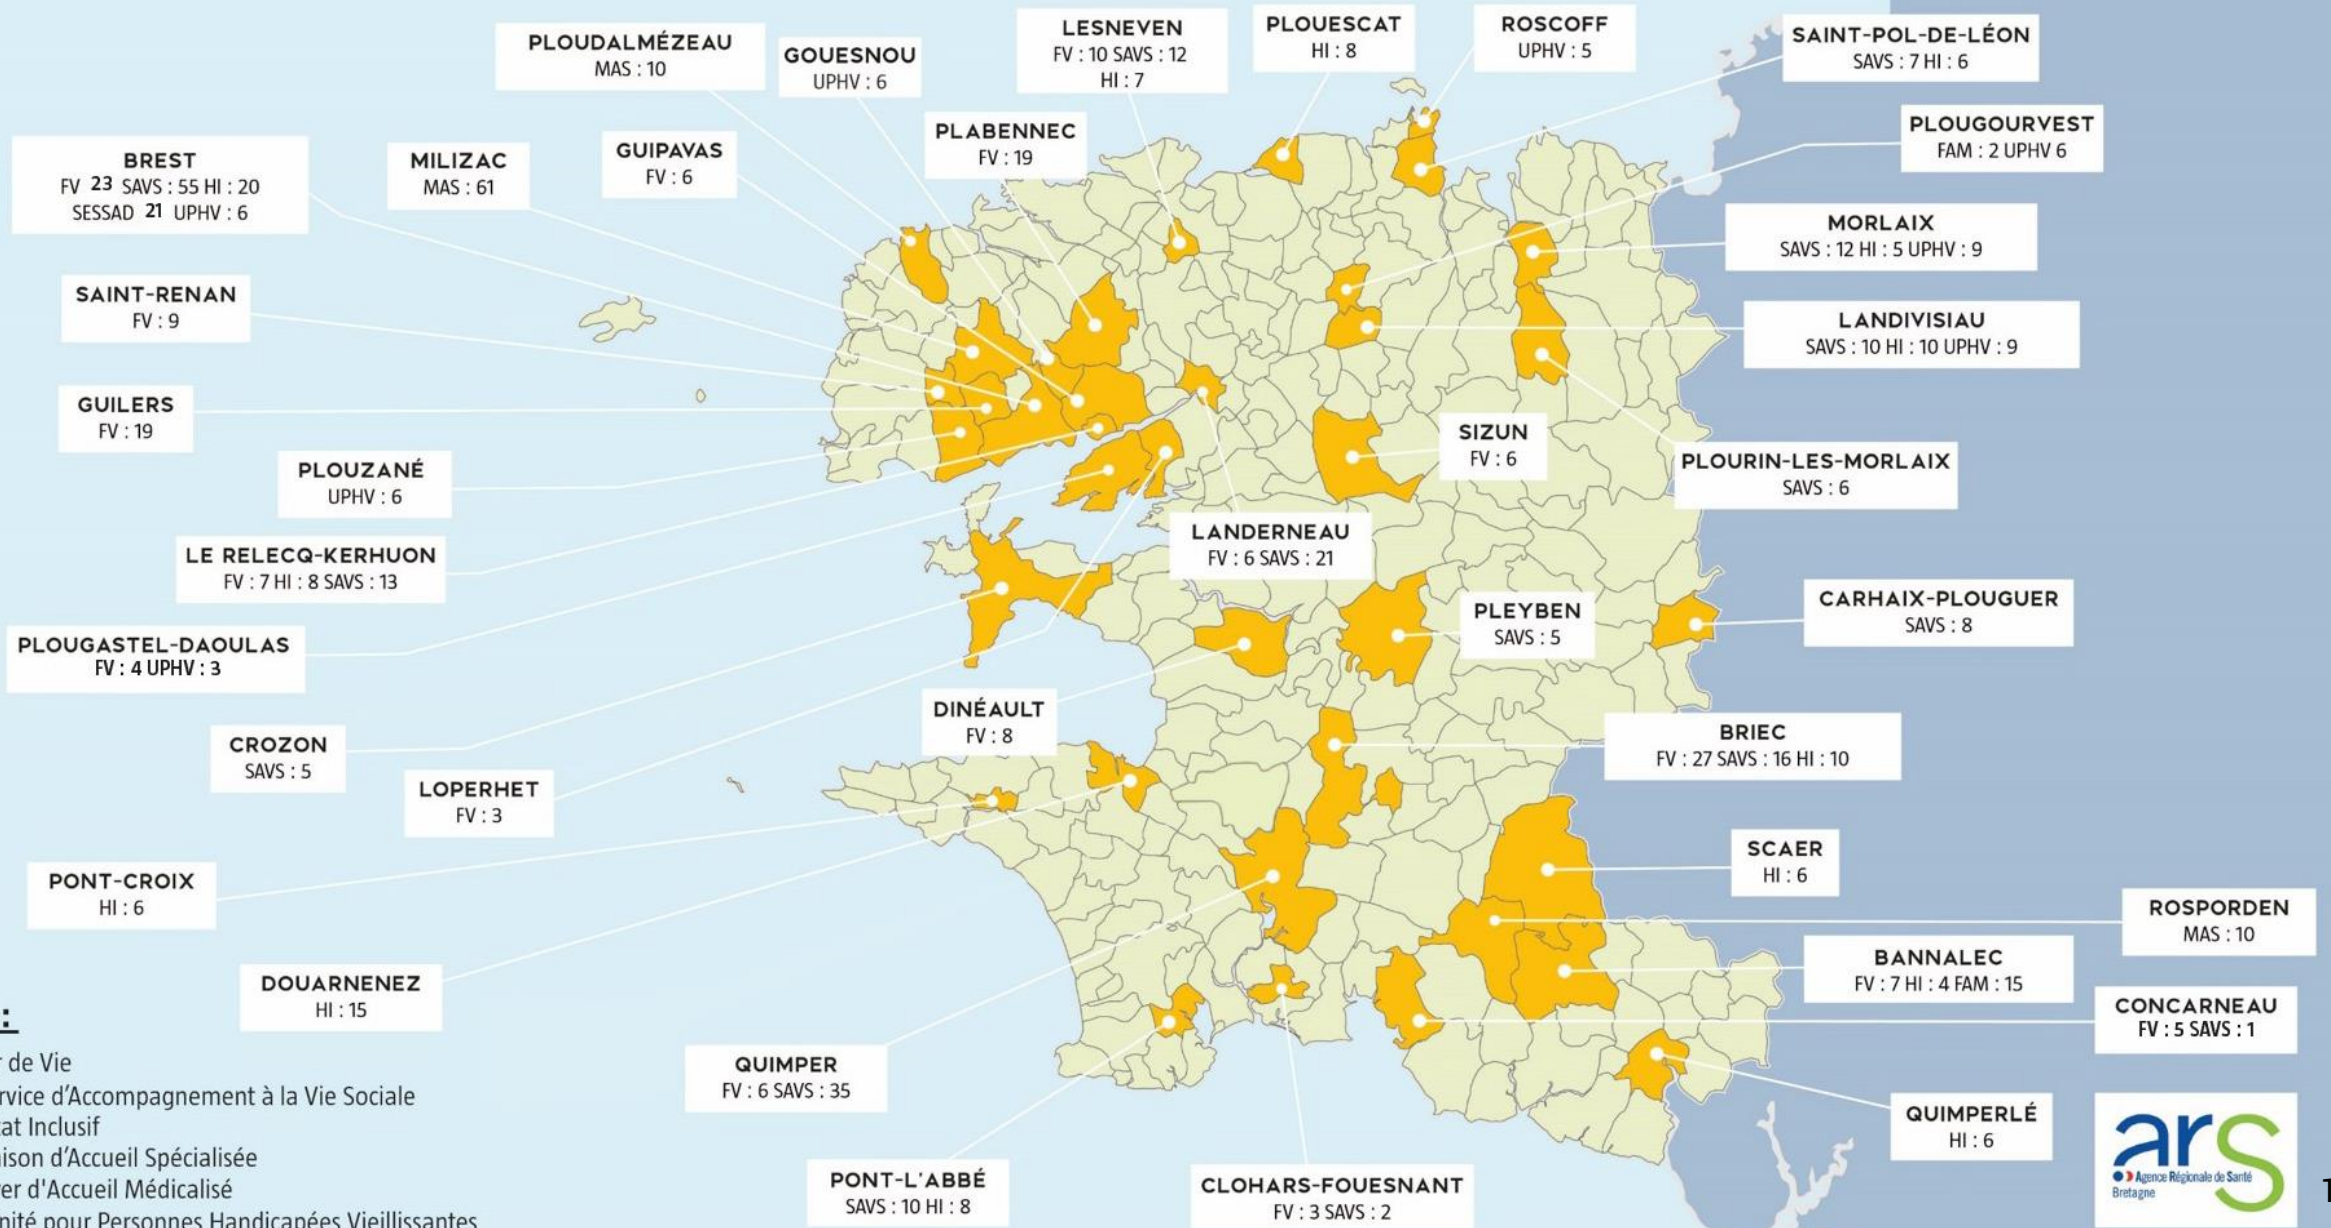 PLOUDALMÉZEAU
MAS : 10
GOUESNOU
UPHV : 6
LESNEVEN
FV : 10 SAVS : 12
HI : 7
PLOUESCAT
HI : 8
ROSCOFF
UPHV : 5
SAINT-POL-DE-LÉON
SAVS : 7 HI : 6
BREST
FV 23 SAVS : 55 HI : 20
SESSAD 21 UPHV : 6
MILIZAC
MAS : 61
GUIPAVAS
FV : 6
PLABENNEC
FV : 19
PLOUGOURVEST
FAM : 2 UPHV 6
MORLAIX
SAVS : 12 HI : 5 UPHV : 9
SAINT-RENAN
FV : 9
LANDIVISIAU
SAVS : 10 HI : 10 UPHV : 9
GUILERS
FV : 19
SIZUN
FV : 6
PLOURIN-LES-MORLAIX
SAVS : 6
PLOUZANÉ
UPHV : 6
LANDERNEAU
FV : 6 SAVS : 21
LE RELECQ-KERHUON
FV : 7 HI : 8 SAVS : 13
PLEYBEN
SAVS : 5
CARHAIX-PLOUGUER
SAVS : 8
PLOUGASTEL-DAOULAS
FV : 4 UPHV : 3
DINÉAULT
FV : 8
CROZON
SAVS : 5
BRIEC
FV : 27 SAVS : 16 HI : 10
LOPERHET
FV : 3
PONT-CROIX
HI : 6
SCAER
HI : 6
ROSPORDEN
MAS : 10
DOUARNENEZ
HI : 15
BANNALEC
FV : 7 HI : 4 FAM : 15
CONCARNEAU
FV : 5 SAVS : 1
QUIMPER
FV : 6 SAVS : 35
QUIMPERLÉ
HI : 6
PONT-L'ABBÉ
SAVS : 10 HI : 8
CLOHARS-FOUESNANT
FV : 3 SAVS : 2
:
de Vie
d'Accompagnement à la Vie Sociale
Inclusif
d'Accueil Spécialisée
d'Accueil Médicalisé
pour Personnes Handicapées Vieillissantes
ars
Agence Régionale de Santé
Bretagne
1